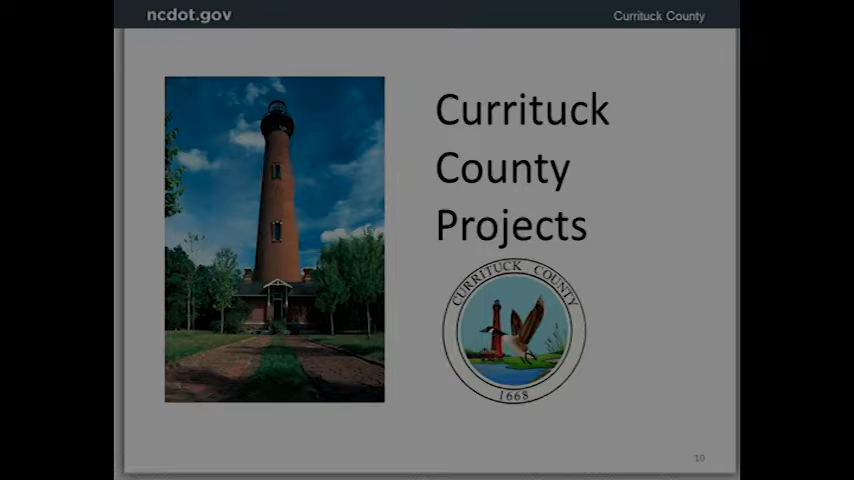 ncdot.gov
Currituck County
Currituck
County
Projects
CURRITUCK COUNTY
1668
10